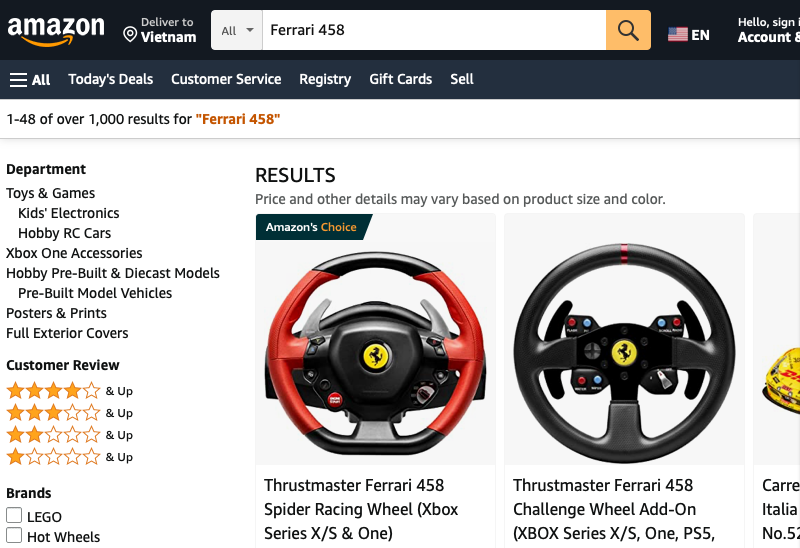 amazon
Deliver to
Vietnam
All
Ferrari 458
EN
Hello, sign i
Account &
All
Today's Deals
Customer Service
Registry
Gift Cards
Sell
1-48 of over 1,000 results for "Ferrari 458"
Department
Toys & Games
Kids' Electronics
Hobby RC Cars
Xbox One Accessories
Hobby Pre-Built & Diecast Models
Pre-Built Model Vehicles
Posters & Prints
Full Exterior Covers
Customer Review
& Up
& Up
& Up
& Up
Brands
LEGO
Hot Wheels
RESULTS
Price and other details may vary based on product size and color.
Amazon's Choice
Thrustmaster Ferrari 458
Spider Racing Wheel (Xbox
Series X/S & One)
Thrustmaster Ferrari 458
Challenge Wheel Add-On
(XBOX Series X/S, One, PS5,
Carre
Italia
No.52